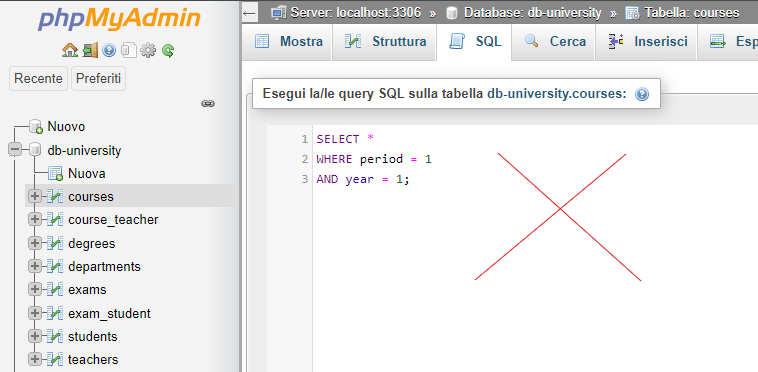 phpMyAdmin
Recente Preferiti
Nuovo
db-university
Nuova
courses
course_teacher
degrees
departments
exams
exam_student
students
teachers
Server: localhost:3306 » Database: db-university » Tabella: courses
Mostra Struttura SQL Cerca Inserisci Esp
Esegui la/le query SQL sulla tabella db-university.courses:
1 SELECT *
2 WHERE period = 1
3 AND year = 1;